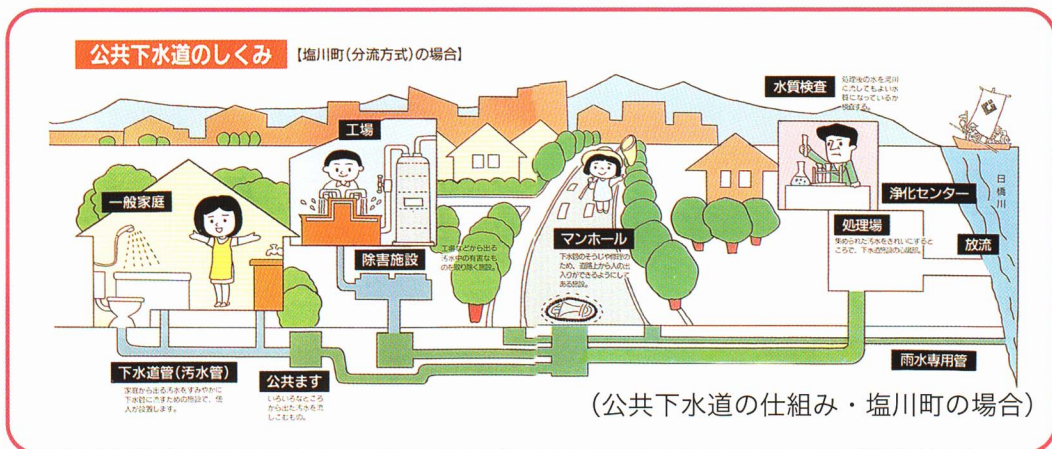 公共下水道のしくみ 【塩川町(分流方式)の場合】
水質検査
処理後の水を河川
に流してもよい水
質になっているか
検査する。
工場
一般家庭
除害施設
工場などから出る
汚水中の有害なも
のを取り除く施設。
マンホール
下水管のそうじや修理の
ため、道路上から人の出
入りができるようにして
ある施設。
浄化センター
処理場
集められた汚水をきれいにすると
ころで、下水道施設の心臓部。
日橋川
放流
下水道管(汚水管)
家庭から出る汚水をすみやかに
下水管に流すための施設で、個
人が設置します。
公共ます
いろいろなところ
から出た汚水を流
しこむもの。
雨水専用管
(公共下水道の仕組み・塩川町の場合)